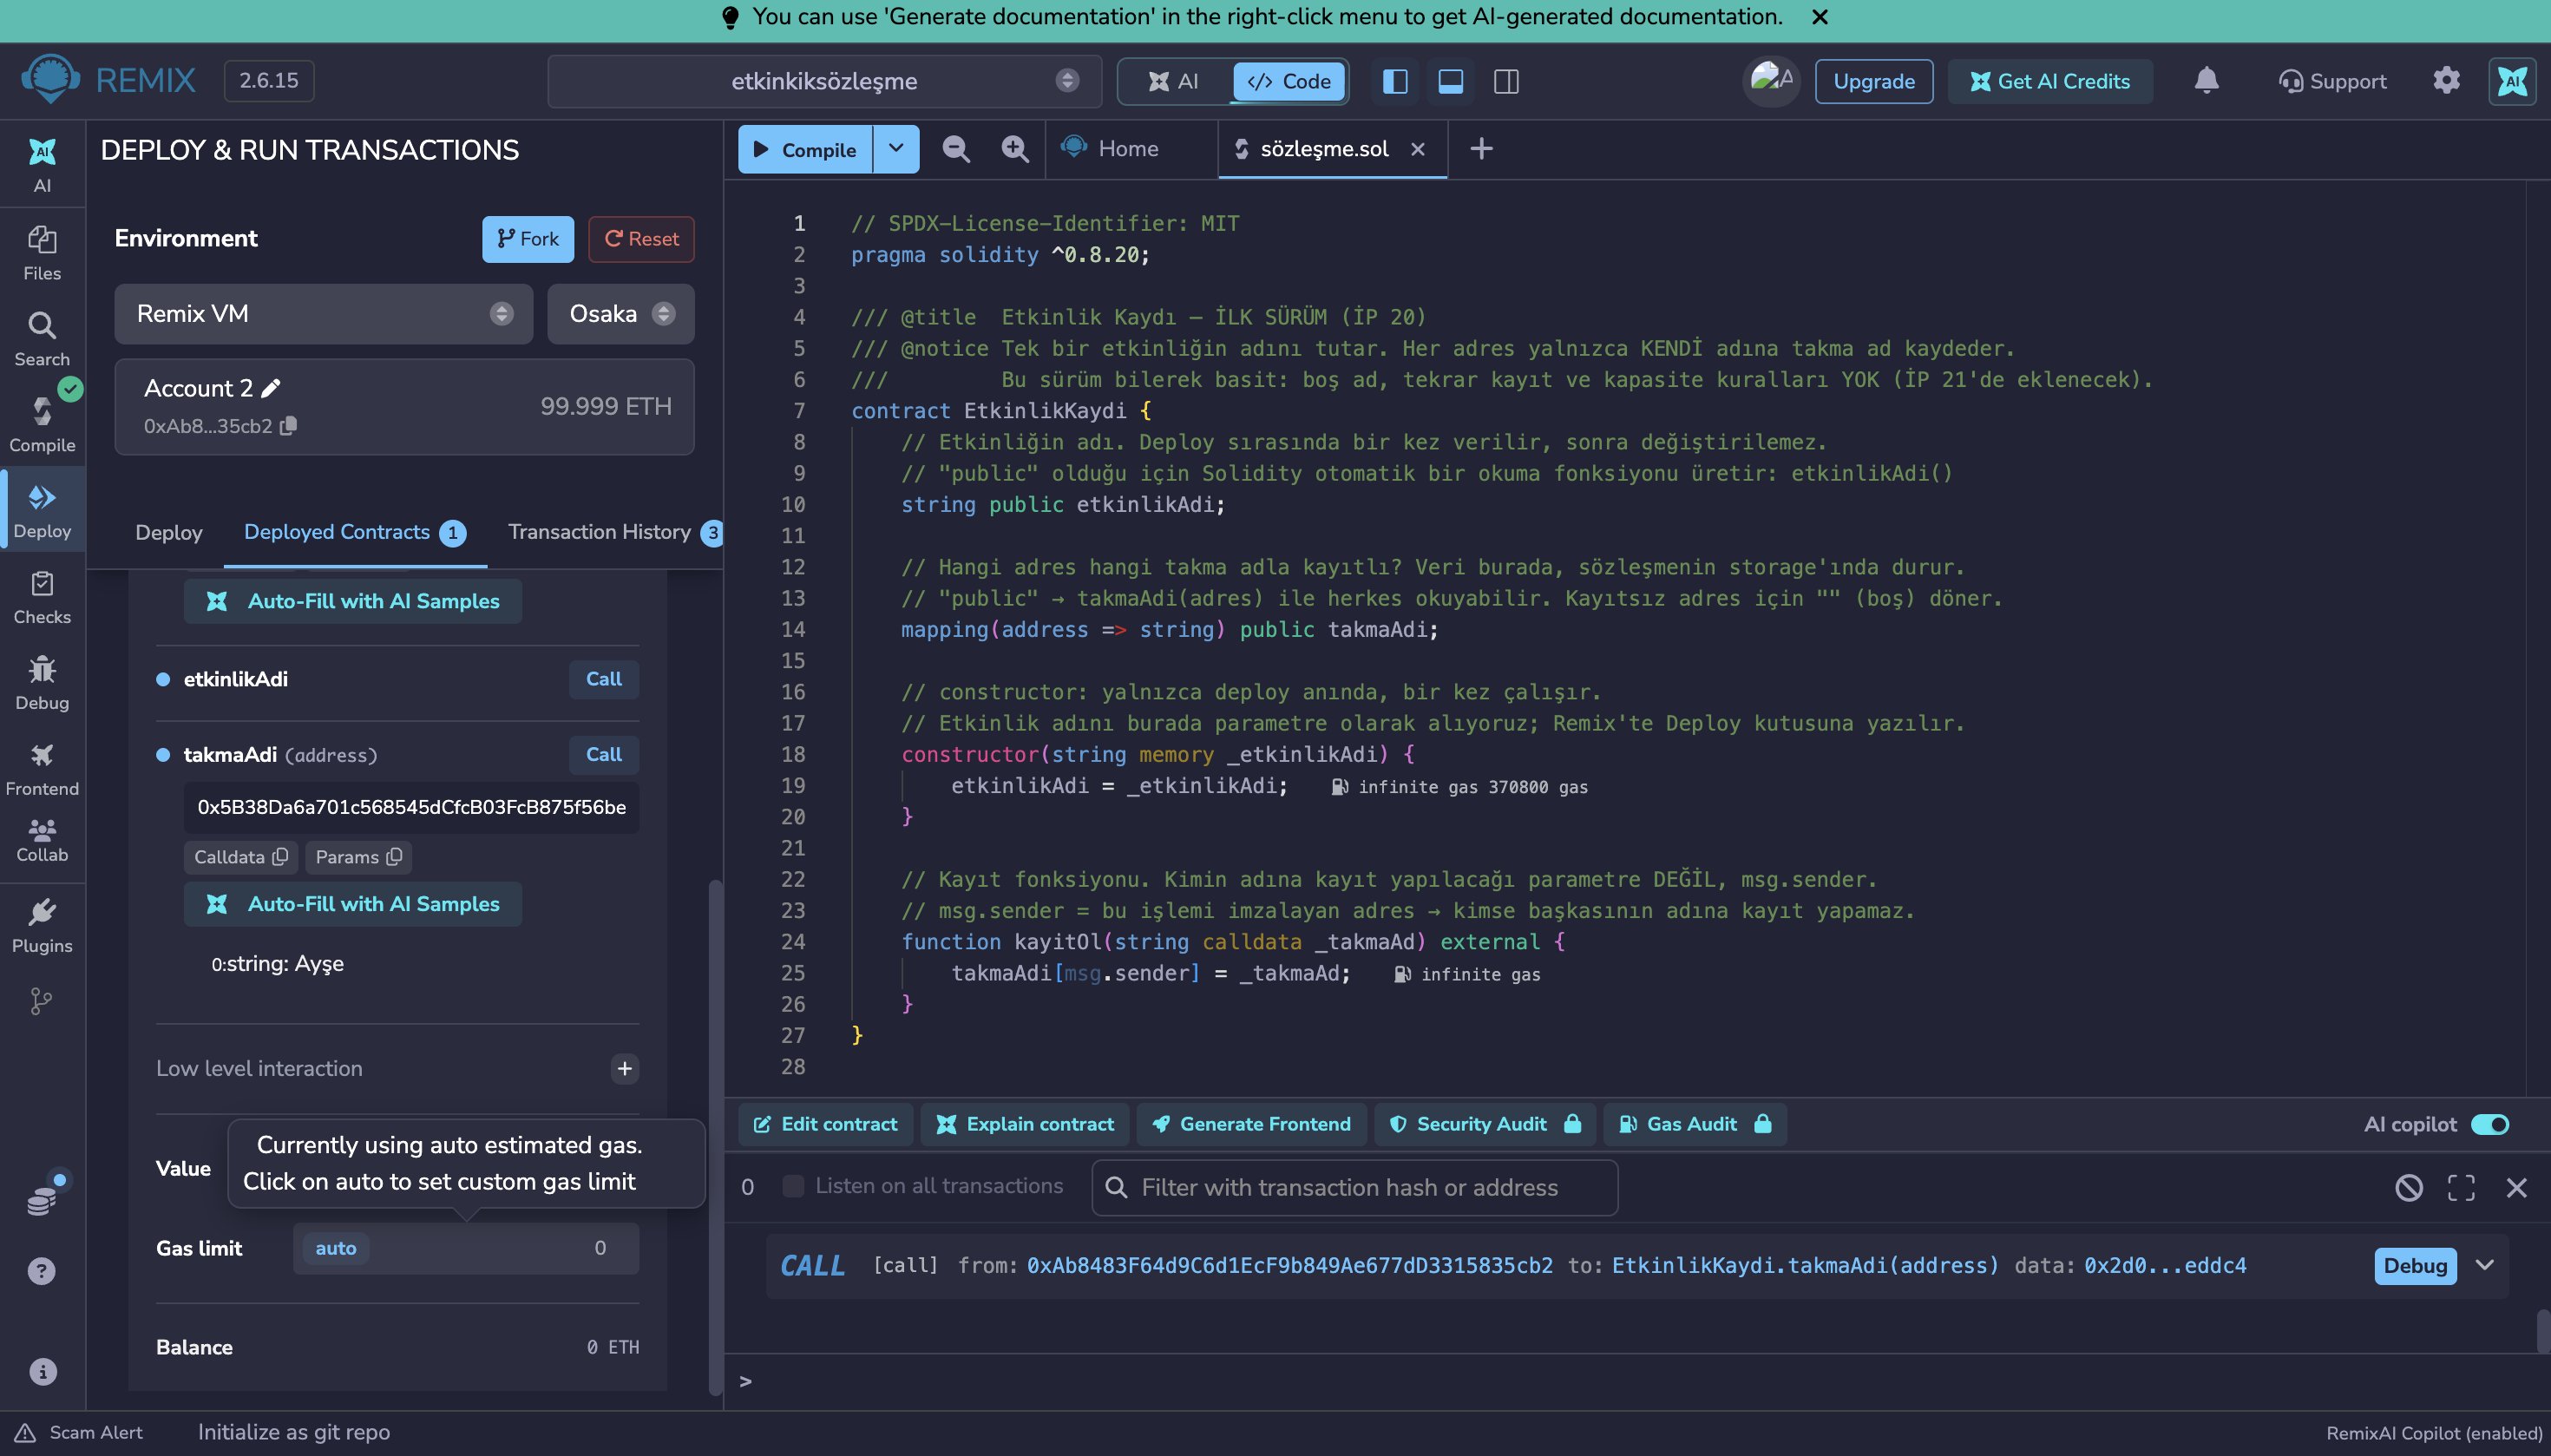 You can use 'Generate documentation' in the right-click menu to get AI-generated documentation.
REMIX
2.6.15
etkinkiksözleşme
AI
Code
Upgrade
Get AI Credits
Support
AI
AI
AI
Files
Search
Compile
Deploy
Checks
Debug
Frontend
Collab
Plugins
DEPLOY & RUN TRANSACTIONS
Environment
Fork
Reset
Remix VM
Osaka
Account 2
0xAb8...35cb2
99.999 ETH
Deploy
Deployed Contracts 1
Transaction History 3
Auto-Fill with AI Samples
etkinlikAdi
Call
takmaAdi (address)
Call
0x5B38Da6a701c568545dCfcB03FcB875f56be
Calldata
Params
Auto-Fill with AI Samples
0:string: Ayşe
Low level interaction
Currently using auto estimated gas.
Click on auto to set custom gas limit
Value
Gas limit
auto
0
Balance
0 ETH
Compile
Home
sözleşme.sol
1 // SPDX-License-Identifier: MIT
2 pragma solidity ^0.8.20;
3
4 /// @title  Etkinlik Kaydı — İLK SÜRÜM (İP 20)
5 /// @notice Tek bir etkinliğin adını tutar. Her adres yalnızca KENDİ adına takma ad kaydeder.
6 ///         Bu sürüm bilerek basit: boş ad, tekrar kayıt ve kapasite kuralları YOK (İP 21'de eklenecek).
7 contract EtkinlikKaydi {
8 // Etkinliğin adı. Deploy sırasında bir kez verilir, sonra değiştirilemez.
9 // "public" olduğu için Solidity otomatik bir okuma fonksiyonu üretir: etkinlikAdi()
10 string public etkinlikAdi;
11
12 // Hangi adres hangi takma adla kayıtlı? Veri burada, sözleşmenin storage'ında durur.
13 // "public" → takmaAdi(adres) ile herkes okuyabilir. Kayıtsız adres için "" (boş) döner.
14 mapping(address => string) public takmaAdi;
15
16 // constructor: yalnızca deploy anında, bir kez çalışır.
17 // Etkinlik adını burada parametre olarak alıyoruz; Remix'te Deploy kutusuna yazılır.
18 constructor(string memory _etkinlikAdi) {
19 etkinlikAdi = _etkinlikAdi; infinite gas 370800 gas
20 }
21
22 // Kayıt fonksiyonu. Kimin adına kayıt yapılacağı parametre DEĞİL, msg.sender.
23 // msg.sender = bu işlemi imzalayan adres → kimse başkasının adına kayıt yapamaz.
24 function kayitOl(string calldata _takmaAd) external {
25 takmaAdi[msg.sender] = _takmaAd; infinite gas
26 }
27 }
28
Edit contract
Explain contract
Generate Frontend
Security Audit
Gas Audit
AI copilot
0
Listen on all transactions
Filter with transaction hash or address
CALL [call] from: 0xAb8483F64d9C6d1EcF9b849Ae677dD3315835cb2 to: EtkinlikKaydi.takmaAdi(address) data: 0x2d0...eddc4
Debug
>
Scam Alert
Initialize as git repo
RemixAI Copilot (enabled)